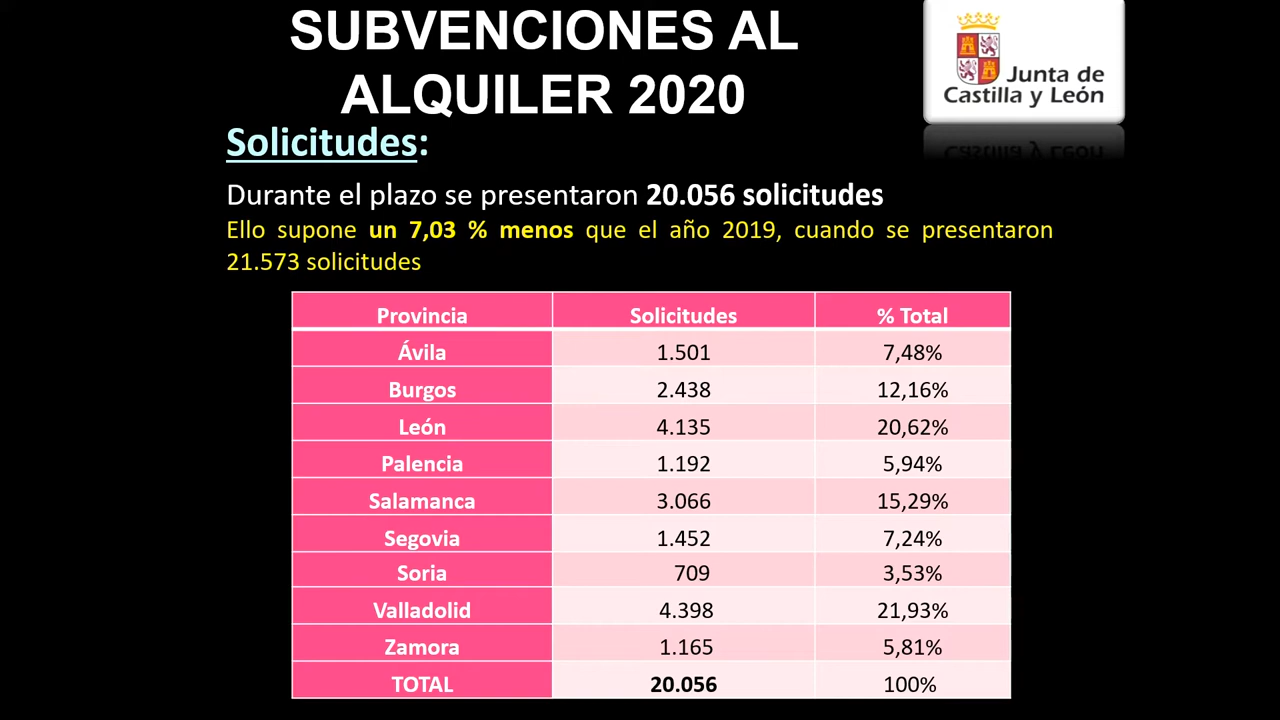 SUBVENCIONES AL
ALQUILER 2020
Junta de
Castilla y León
Solicitudes:
Durante el plazo se presentaron 20.056 solicitudes
Ello supone un 7,03 % menos que el año 2019, cuando se presentaron
21.573 solicitudes
Provincia Solicitudes % Total
Ávila 1.501 7,48%
Burgos 2.438 12,16%
León 4.135 20,62%
Palencia 1.192 5,94%
Salamanca 3.066 15,29%
Segovia 1.452 7,24%
Soria 709 3,53%
Valladolid 4.398 21,93%
Zamora 1.165 5,81%
TOTAL 20.056 100%